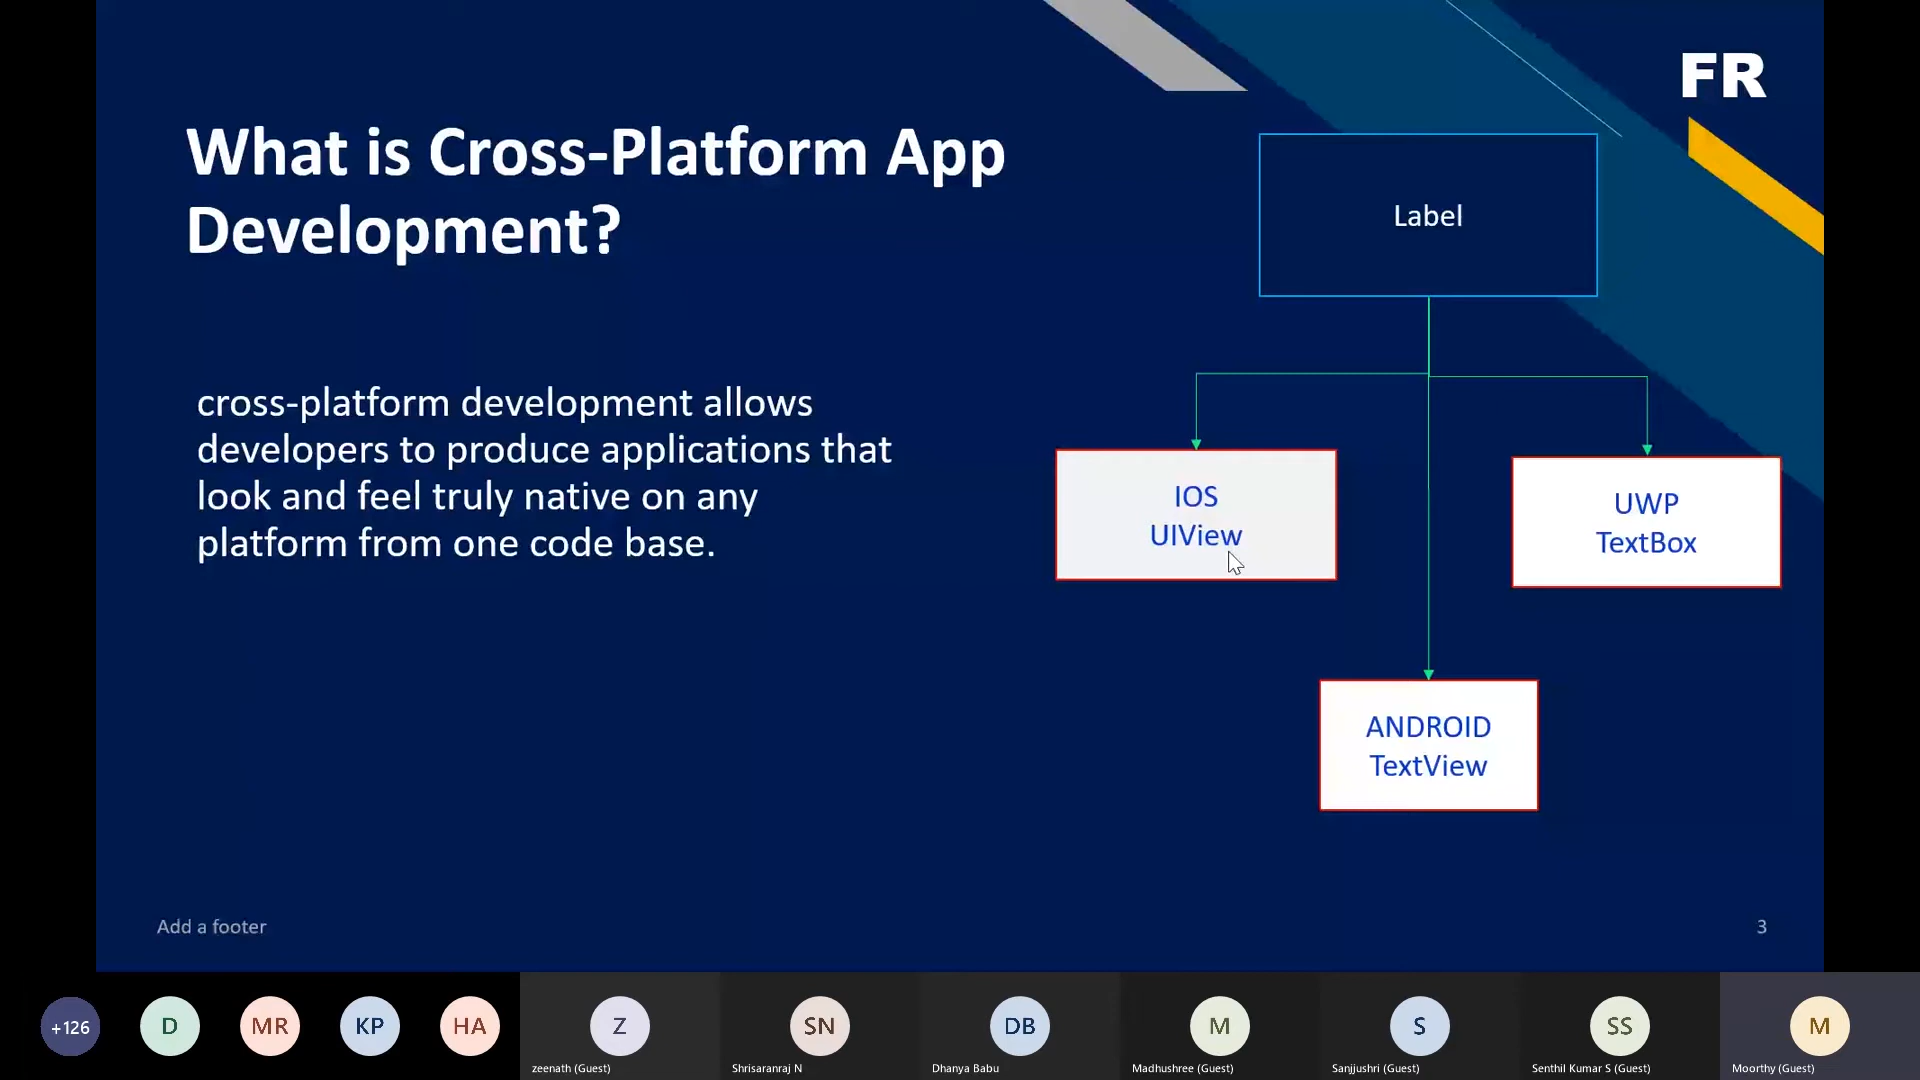 FR
What is Cross-Platform App
Development?
Label
cross-platform development allows
developers to produce applications that
look and feel truly native on any
platform from one code base.
IOS
UIView
UWP
TextBox
ANDROID
TextView
Add a footer
3
+126
D
MR
KP
HA
Z
SN
DB
M
S
SS
M
zeenath (Guest)
Shrisaranraj N
Dhanya Babu
Madhushree (Guest)
Sanjjushri (Guest)
Senthil Kumar S (Guest)
Moorthy (Guest)